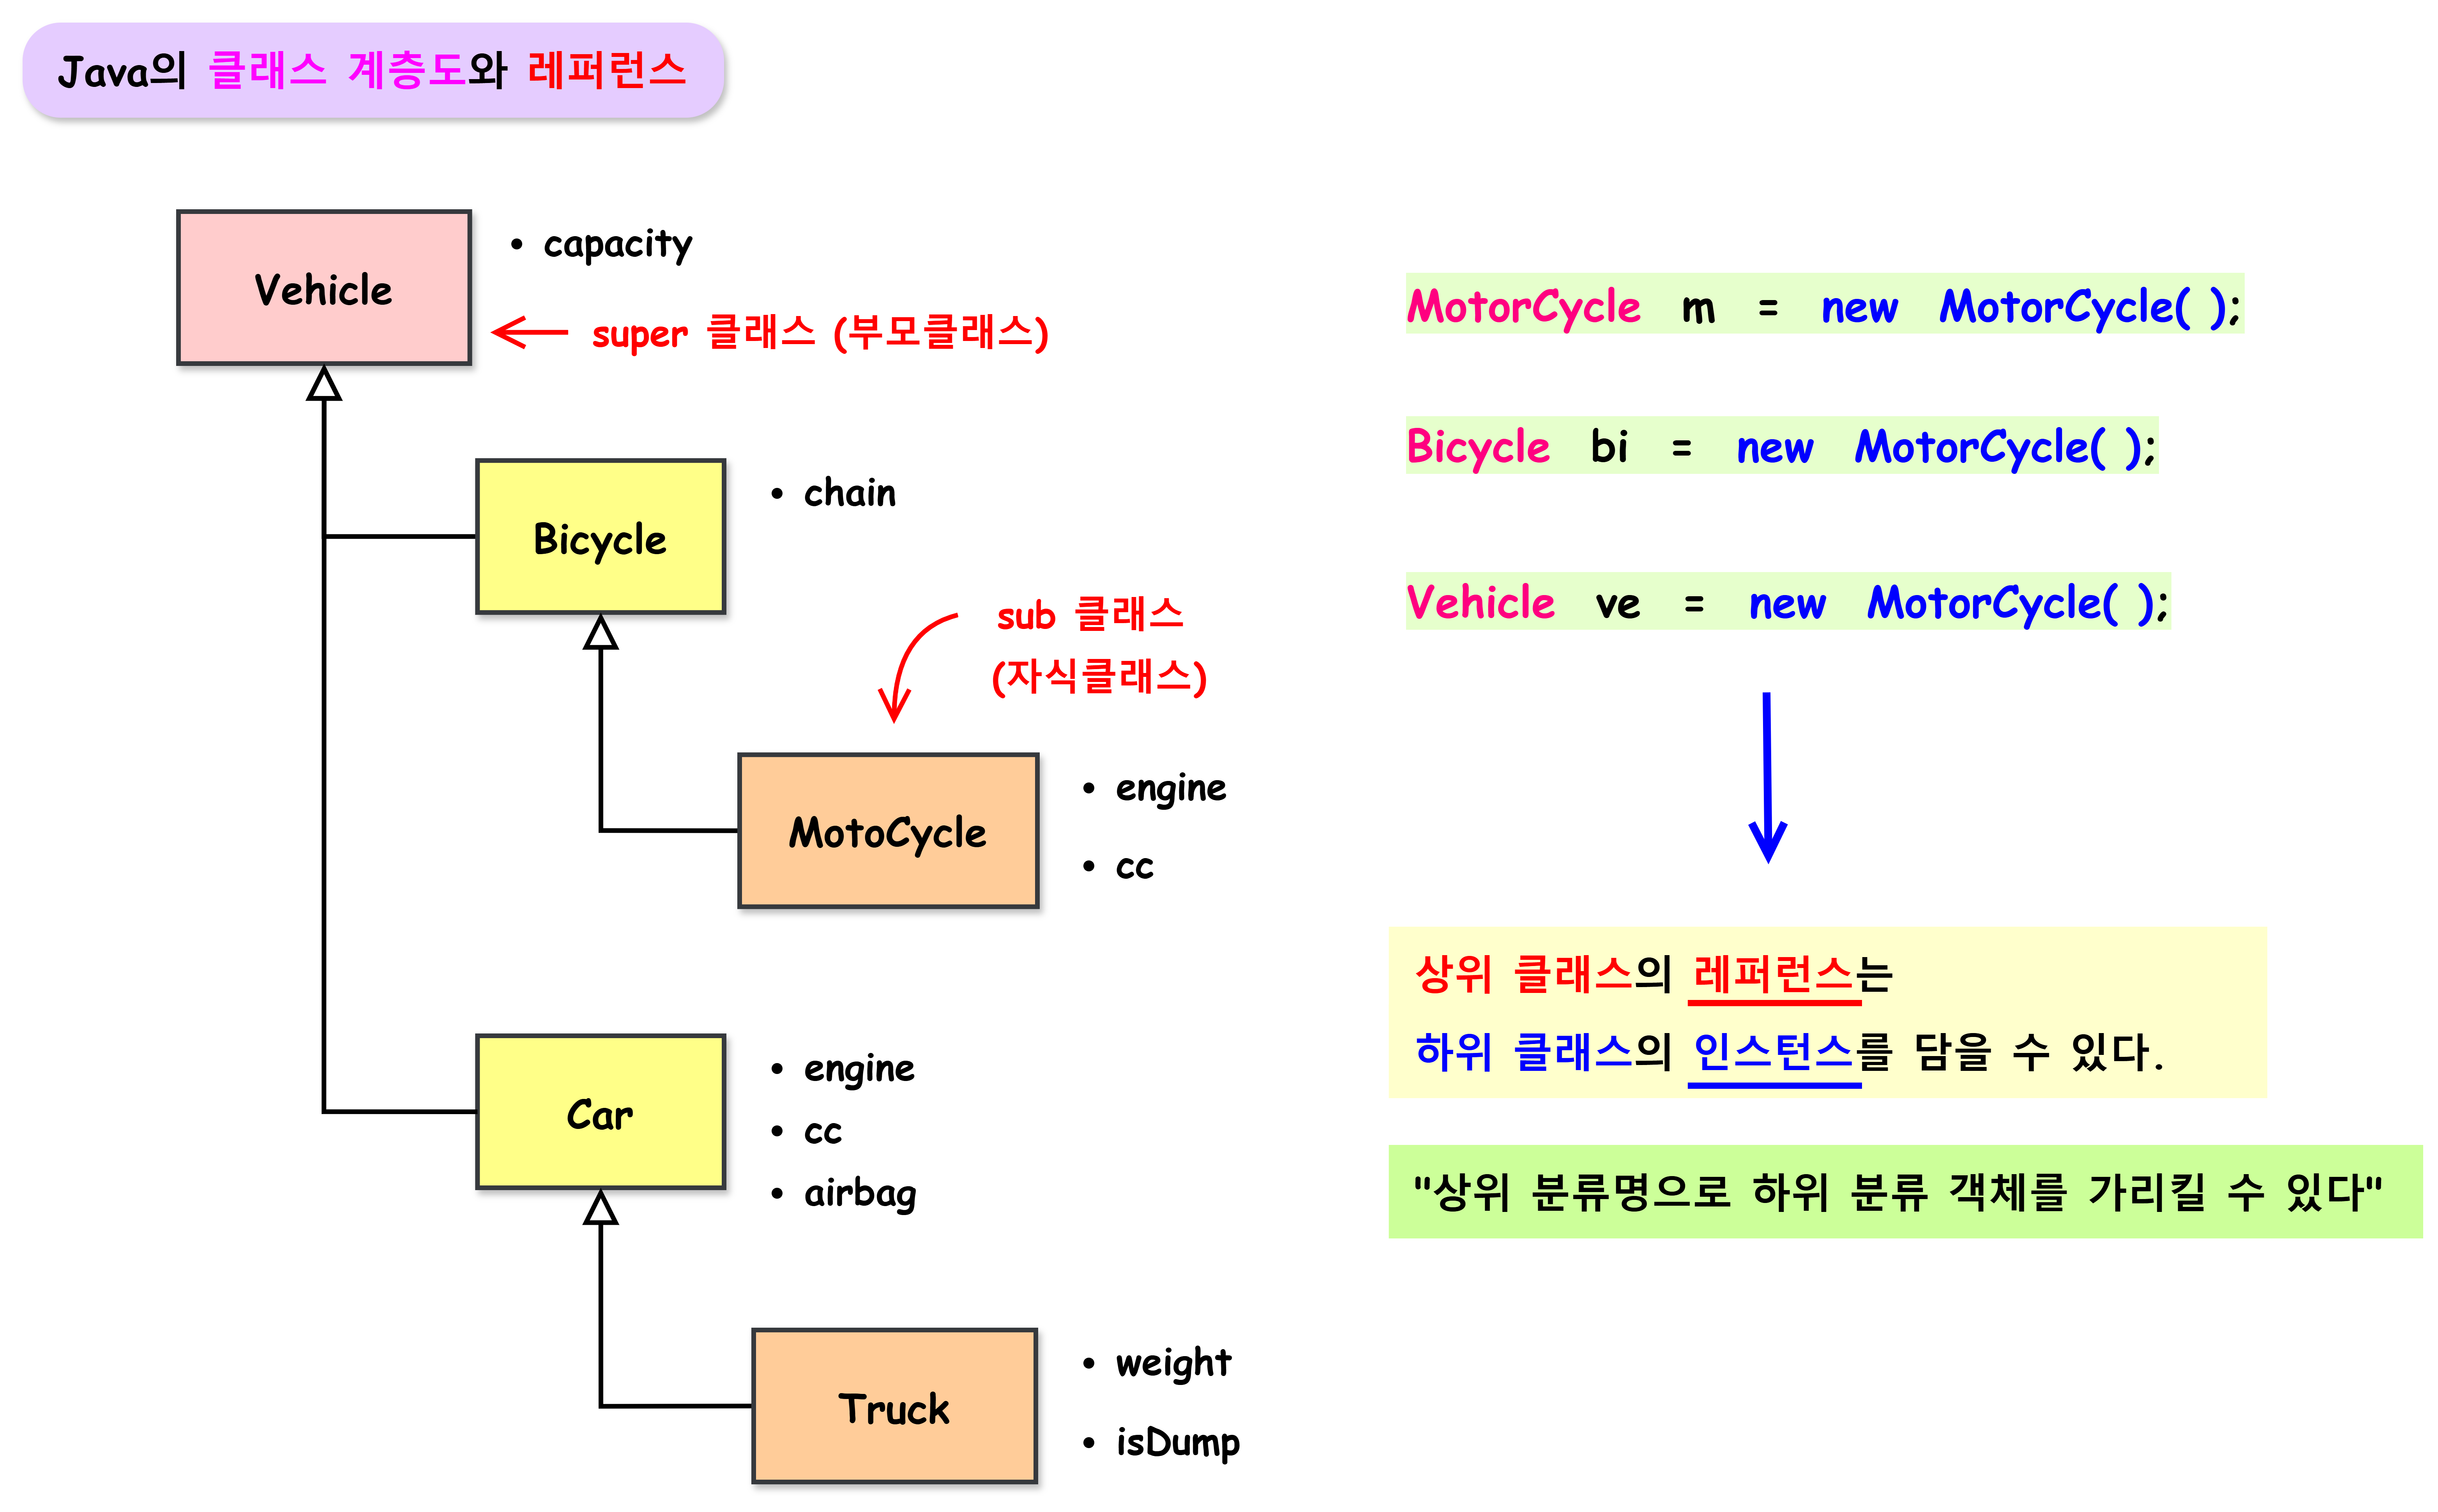 Java의 클래스 계층도와 레퍼런스
Vehicle
• capacity
super 클래스 (부모클래스)
Bicycle
• chain
sub 클래스
(자식클래스)
MotoCycle
• engine
• cc
Car
• engine
• cc
• airbag
Truck
• weight
• isDump
MotorCycle m = new MotorCycle( );
Bicycle bi = new MotorCycle( );
Vehicle ve = new MotorCycle( );
상위 클래스의 레퍼런스는
하위 클래스의 인스턴스를 담을 수 있다.
"상위 분류명으로 하위 분류 객체를 가리킬 수 있다"